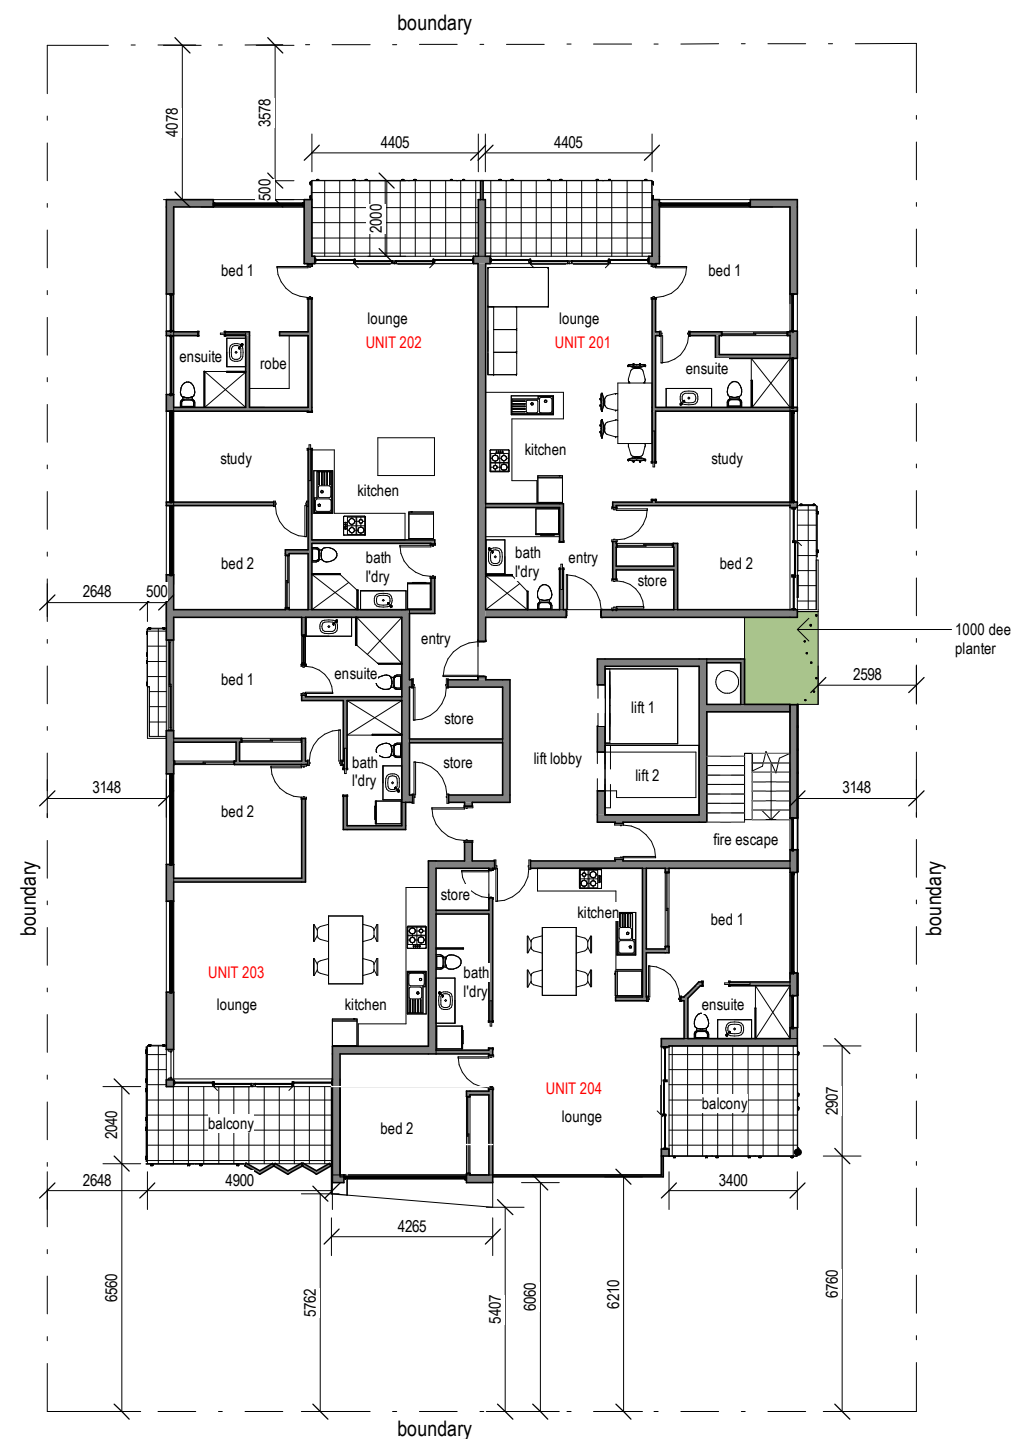 boundary
4078
3578
4405
4405
500
2000
bed 1
bed 1
lounge
UNIT 202
lounge
UNIT 201
ensuite
robe
ensuite
study
study
kitchen
kitchen
bed 2
bath
l'dry
bath
l'dry
entry
store
bed 2
2648
500
entry
1000 dee
planter
bed 1
ensuite
2598
store
lift 1
store
lift lobby
lift 2
bath
l'dry
3148
bed 2
3148
fire escape
boundary
store
kitchen
bed 1
boundary
UNIT 203
lounge
kitchen
bath
l'dry
ensuite
2040
balcony
UNIT 204
lounge
balcony
2907
bed 2
2648
4900
3400
4265
6560
5762
5407
6060
6210
6760
boundary